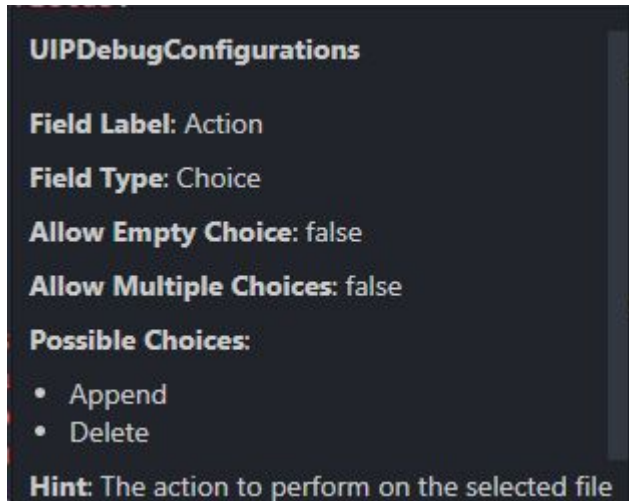 UIPDebugConfigurations
Field Label: Action
Field Type: Choice
Allow Empty Choice: false
Allow Multiple Choices: false
Possible Choices:
• Append
• Delete
Hint: The action to perform on the selected file